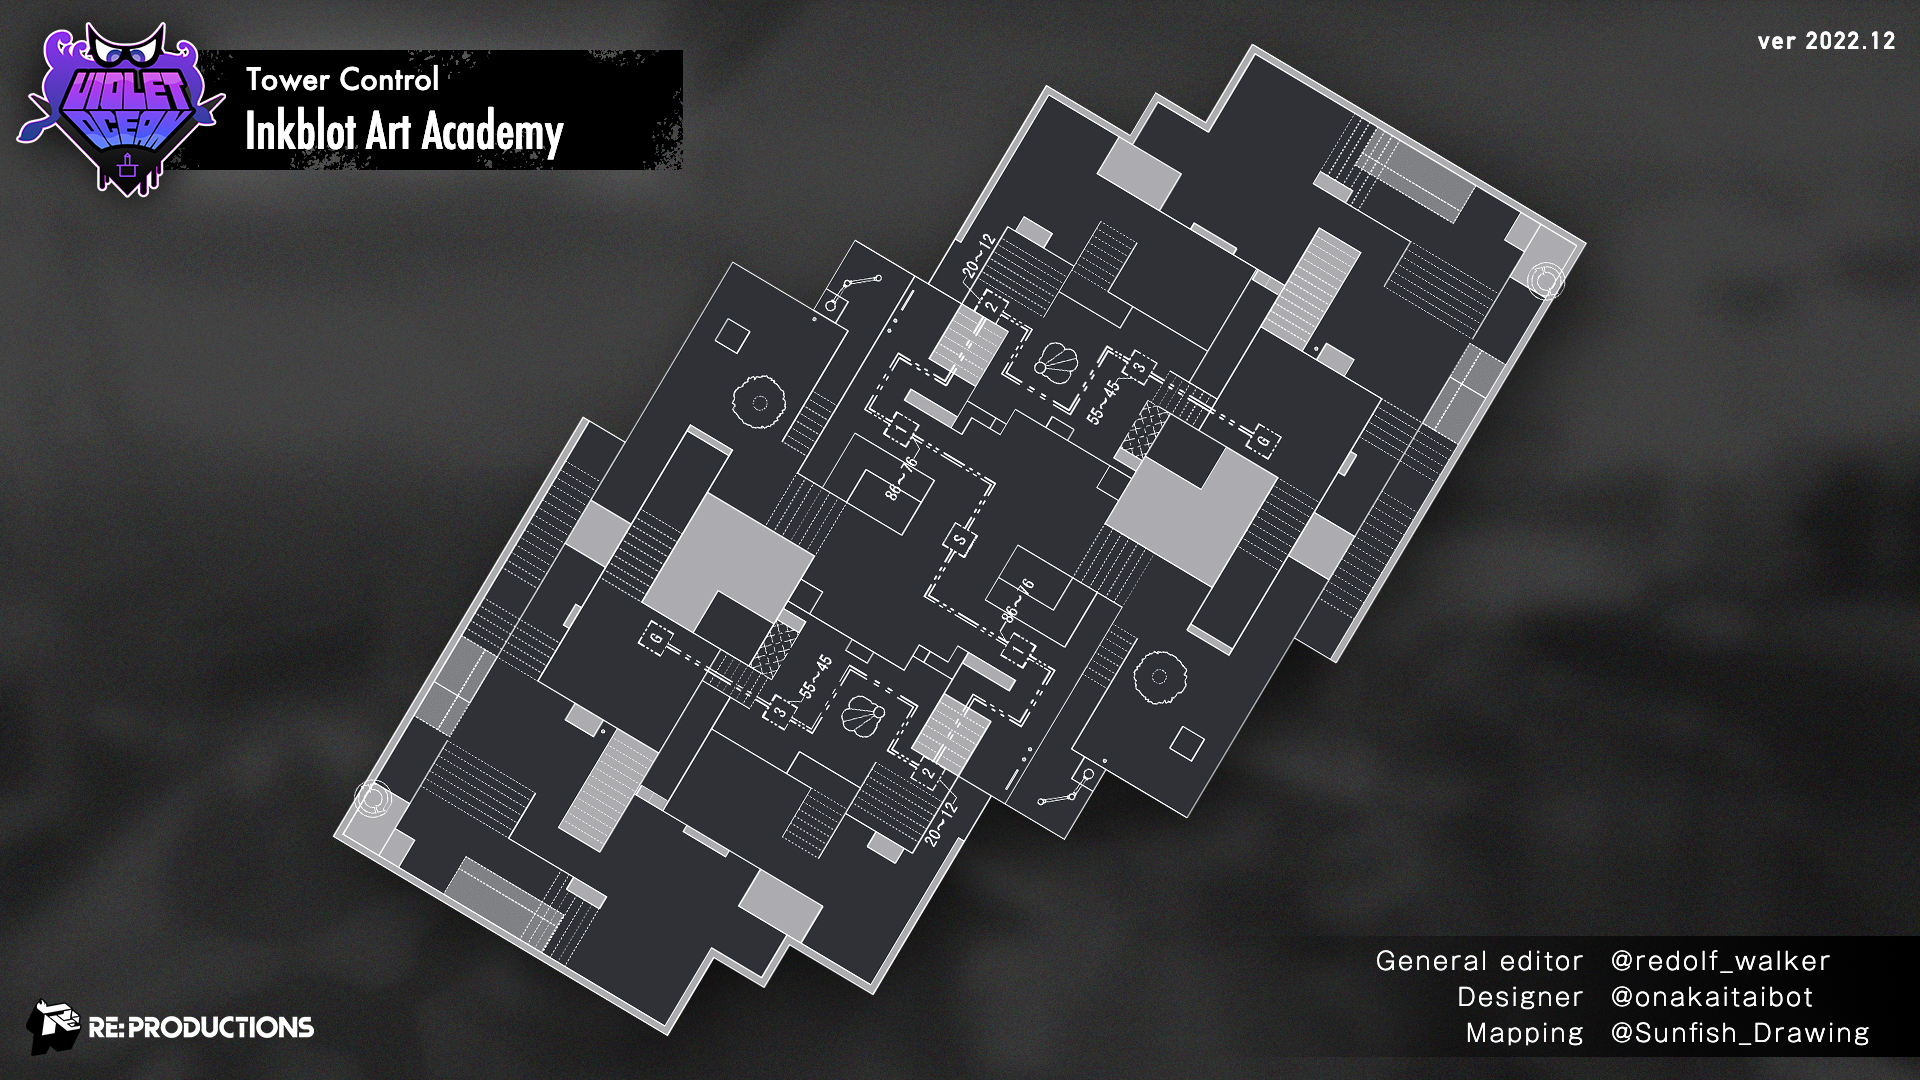 VIOLET
OCEAN
Tower Control
Inkblot Art Academy
ver 2022.12
20~12
2
3
55~45
G
1
86~76
S
86~76
1
G
3
55~45
2
20~12
RE:PRODUCTIONS
General editor @redolf_walker
Designer @onakaitaibot
Mapping @Sunfish_Drawing